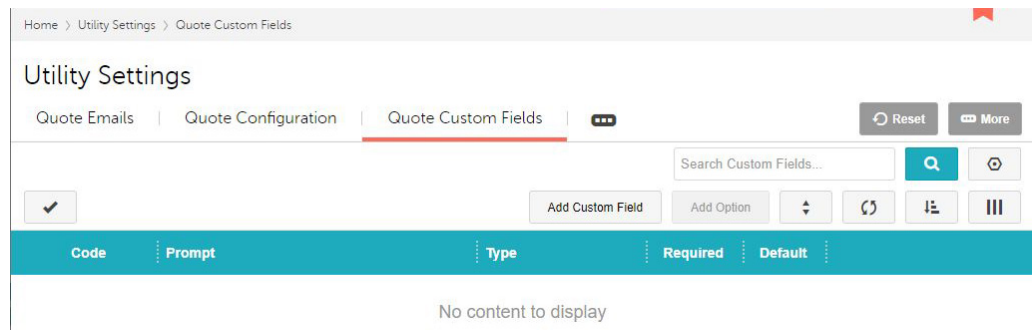 Home > Utility Settings > Quote Custom Fields
Utility Settings
Quote Emails | Quote Configuration | Quote Custom Fields
Reset
More
Search Custom Fields...
Add Custom Field
Add Option
Code Prompt Type Required Default
No content to display